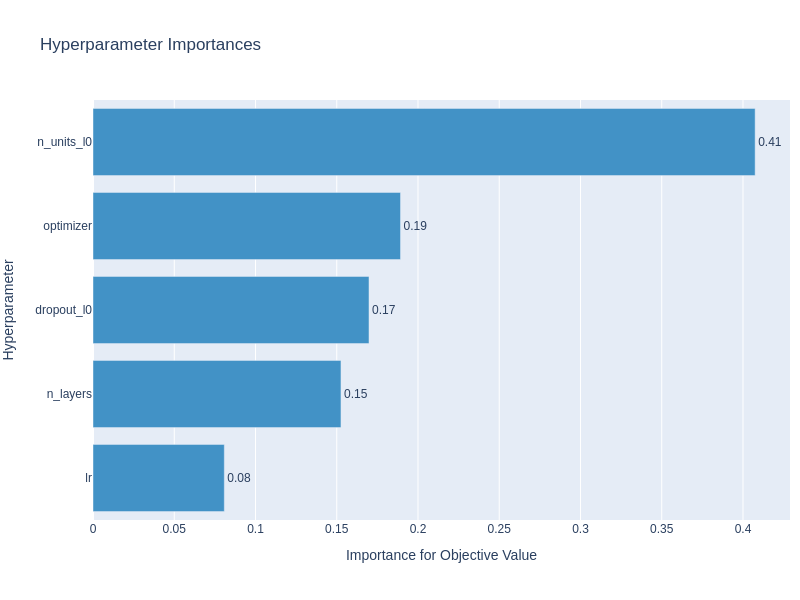 Hyperparameter Importances
Hyperparameter
n_units_l0
0.41
optimizer
0.19
dropout_l0
0.17
n_layers
0.15
lr
0.08
0
0.05
0.1
0.15
0.2
0.25
0.3
0.35
0.4
Importance for Objective Value